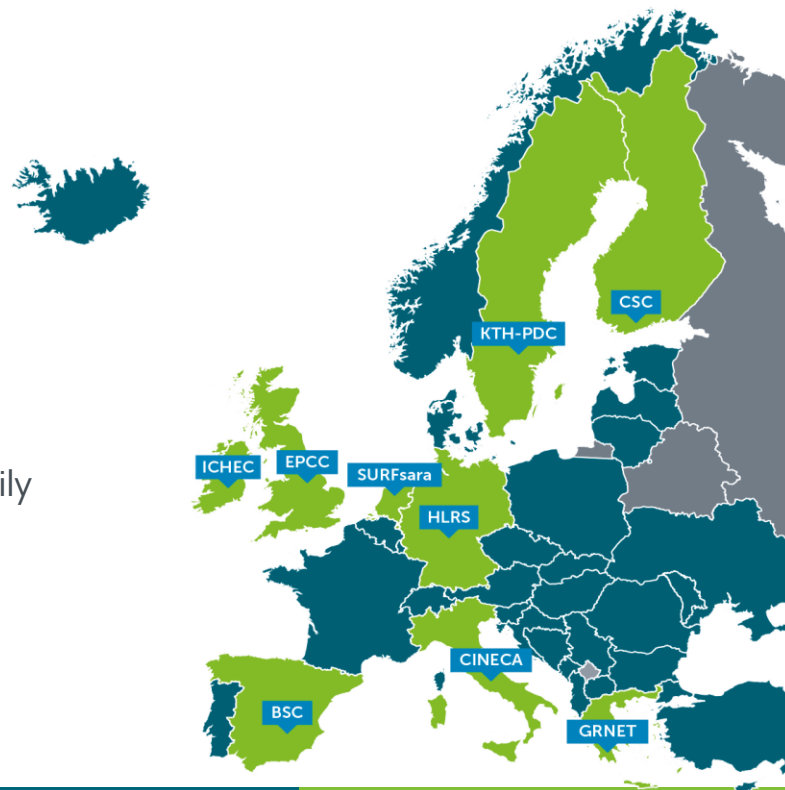 CSC
KTH-PDC
ICHEC
EPCC
SURFsara
ily
HLRS
CINECA
BSC
GRNET